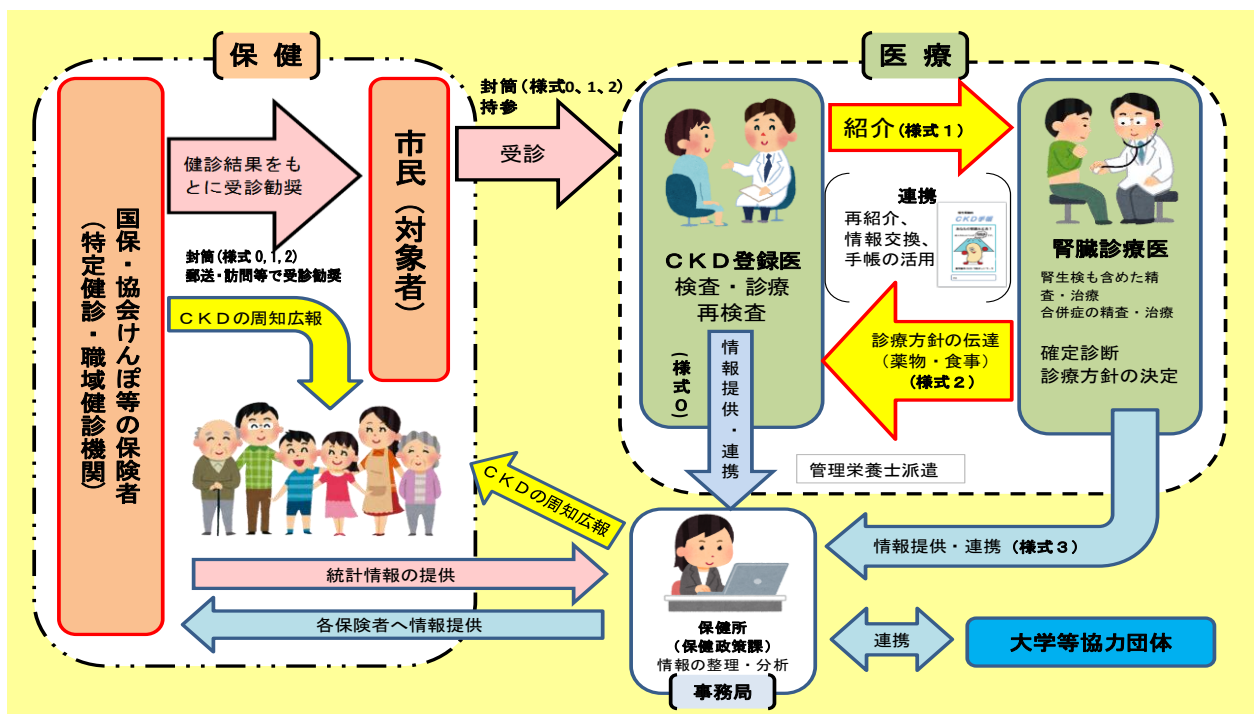 保 健
医 療
国保・協会けんぽ等の保険者
（特定健診・職域健診機関）
健診結果をも
とに受診勧奨
封筒(様式 0,1,2)
郵送・訪問等で受診勧奨
CKDの周知広報
市民（対象者）
封筒(様式0、1、2)
持参
受診
CKD登録医
検査・診療
再検査
(様式0)
情報提供・連携
紹介(様式1)
連携
再紹介、
情報交換、
手帳の活用
CKD手帳
診療方針の伝達
（薬物・食事）
(様式2)
腎臓診療医
腎生検も含めた精
査・治療
合併症の精査・治療
確定診断
診療方針の決定
管理栄養士派遣
CKDの周知広報
情報提供・連携（様式3）
統計情報の提供
各保険者へ情報提供
保健所
(保健政策課)
情報の整理・分析
事務局
連携
大学等協力団体